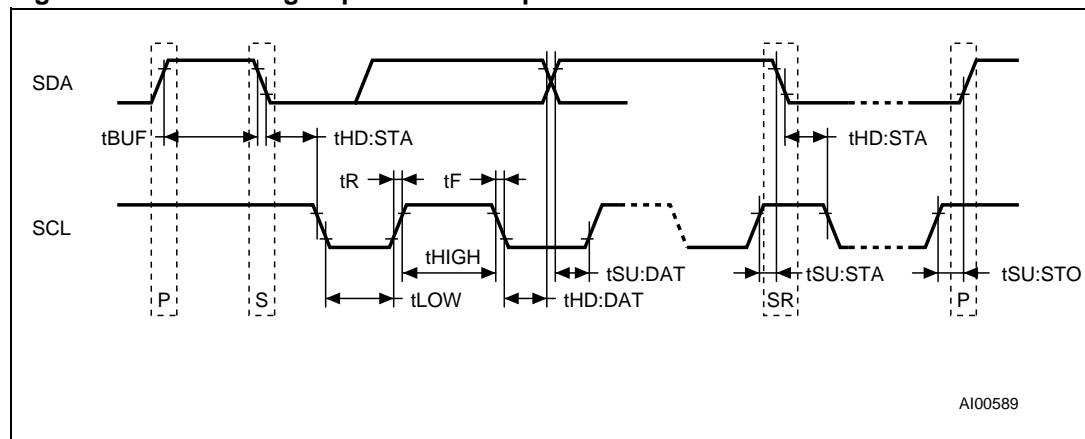 SDA
tBUF
tHD:STA
tHD:STA
tR
tF
SCL
tHIGH
tSU:DAT
tSU:STA
tSU:STO
P
S
tLOW
tHD:DAT
SR
P
AI00589